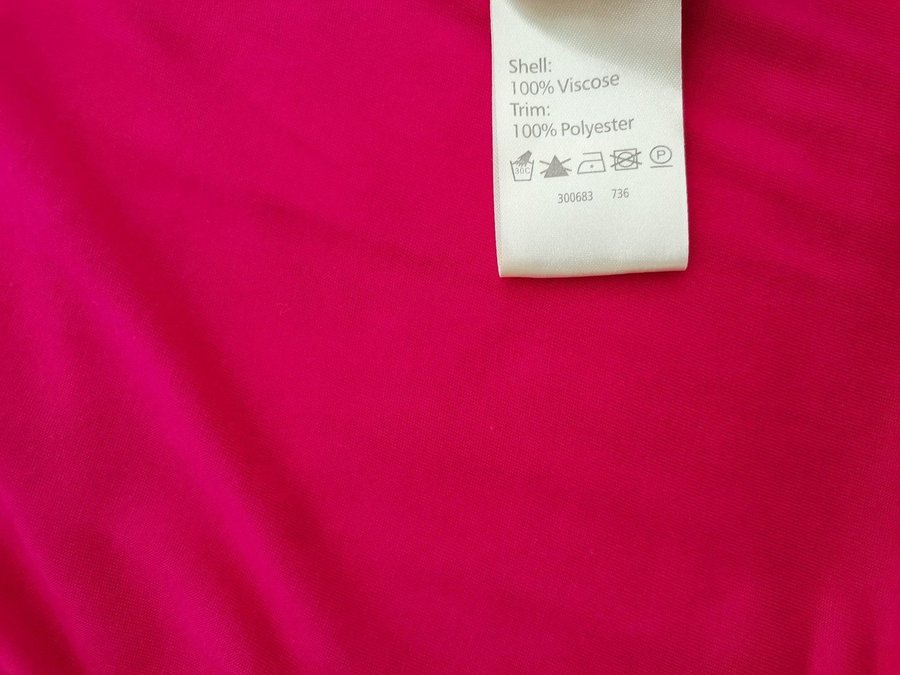 Shell:
100% Viscose
Trim:
100% Polyester
30C P
300683 736